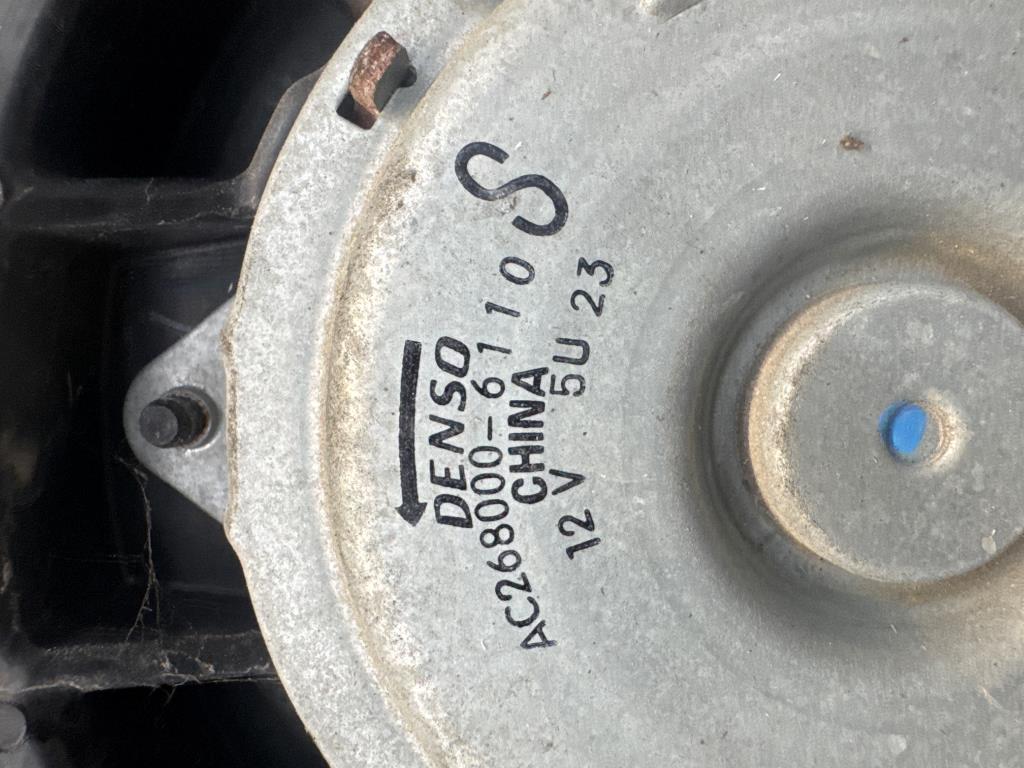 S
DENSO
AC268000-6110
CHINA
12V 5U 23